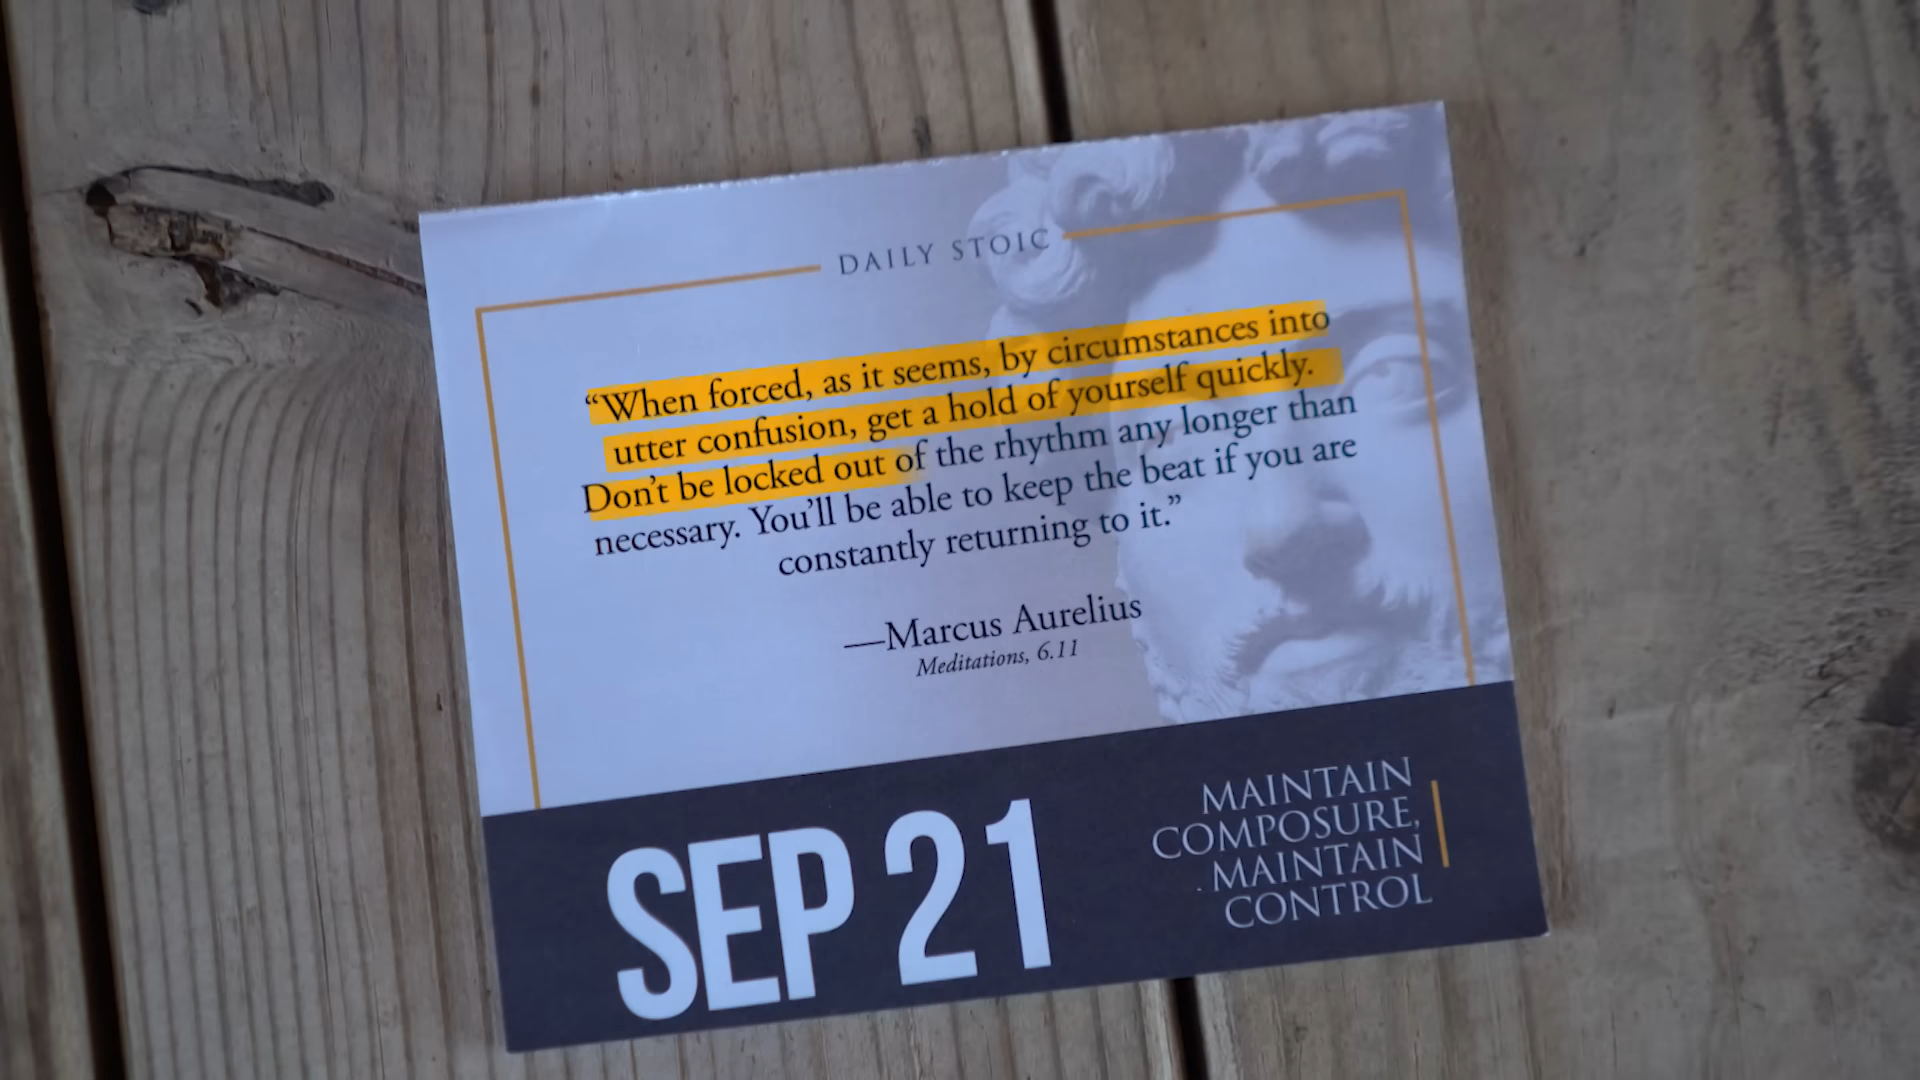 DAILY STOIC
“When forced, as it seems, by circumstances into
utter confusion, get a hold of yourself quickly.
Don’t be locked out of the rhythm any longer than
necessary. You’ll be able to keep the beat if you are
constantly returning to it.”
—Marcus Aurelius
Meditations, 6.11
SEP 21
MAINTAIN
COMPOSURE,
MAINTAIN
CONTROL